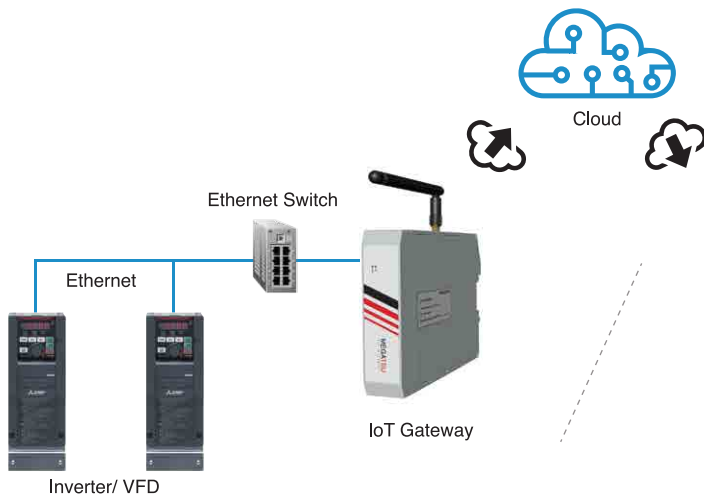 Cloud
Ethernet Switch
Ethernet
IoT Gateway
Inverter/ VFD